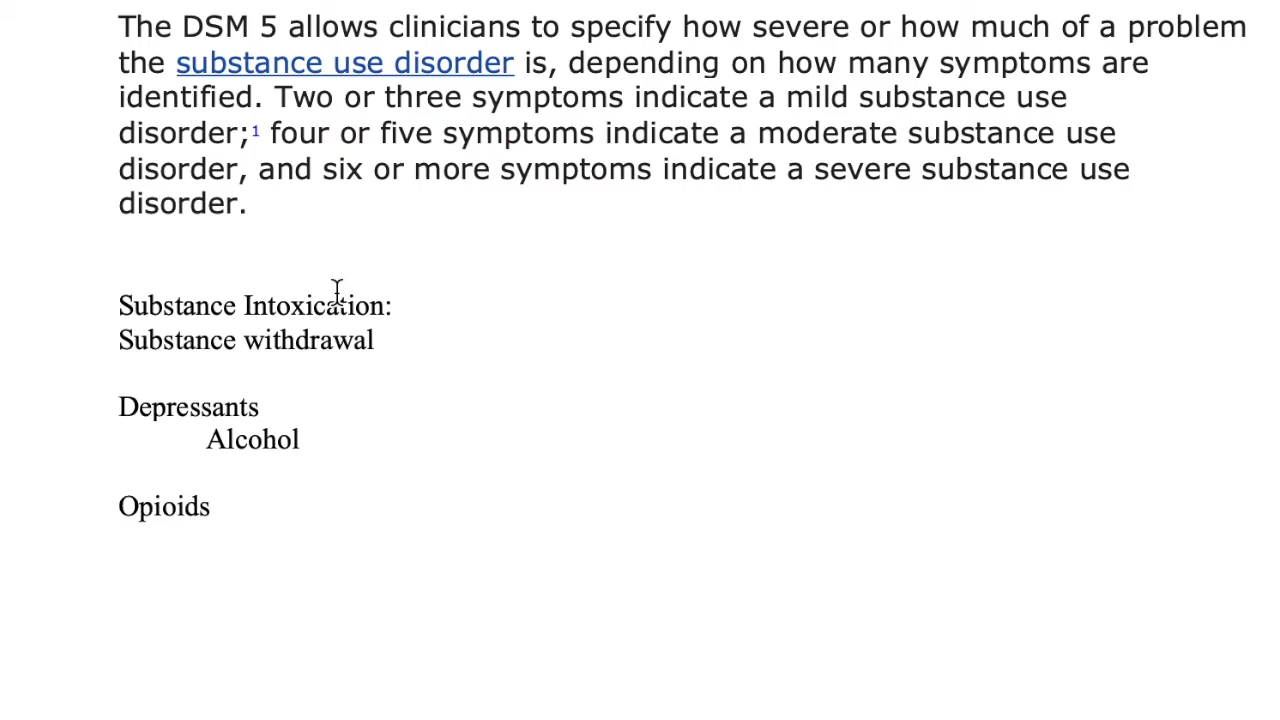 The DSM 5 allows clinicians to specify how severe or how much of a problem
the substance use disorder is, depending on how many symptoms are
identified. Two or three symptoms indicate a mild substance use
disorder;1 four or five symptoms indicate a moderate substance use
disorder, and six or more symptoms indicate a severe substance use
disorder.
Substance Intoxication:
Substance withdrawal
Depressants
Alcohol
Opioids